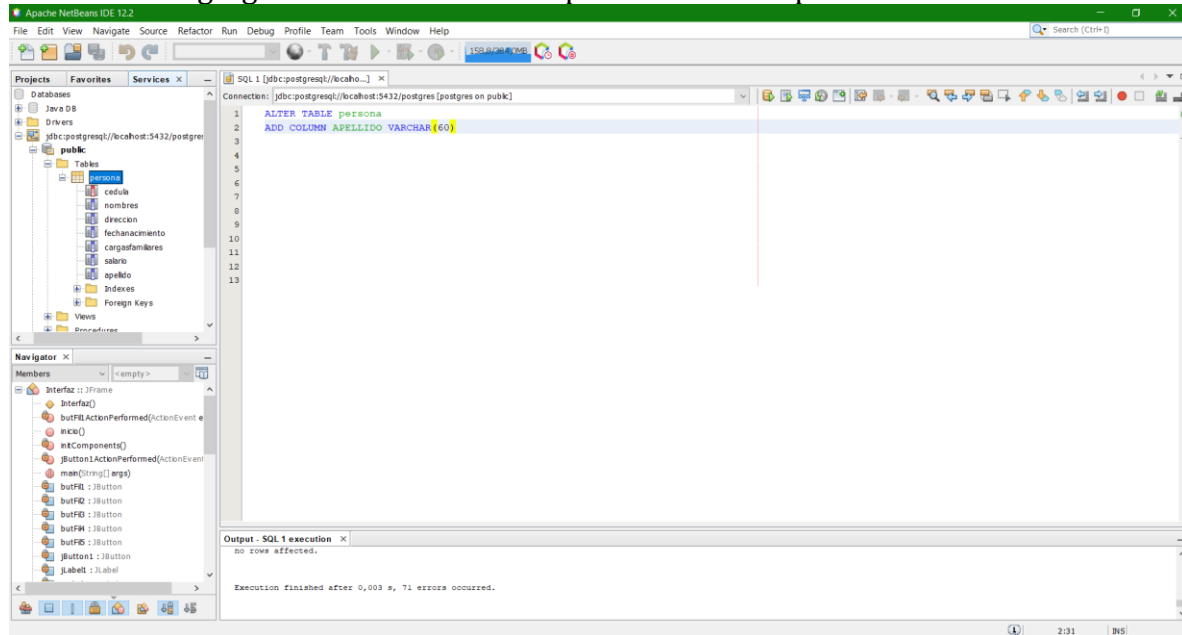 Apache NetBeans IDE 12.2
File Edit View Navigate Source Refactor Run Debug Profile Team Tools Window Help
Search (Ctrl+I)
Projects Favorites Services
SQL 1 [jdbc:postgresql://localho...]
Databases
Java DB
Drivers
jdbc:postgresql://localhost:5432/postgres
public
Tables
persona
cedula
nombres
direccion
fechanacimiento
cargasfamiliares
salario
apellido
Indexes
Foreign Keys
Views
Procedures
Connection: jdbc:postgresql://localhost:5432/postgres [postgres on public]
1 ALTER TABLE persona
2 ADD COLUMN APELLIDO VARCHAR(60)
3
4
5
6
7
8
9
10
11
12
13
Navigator
Members <empty>
Interfaz :: JFrame
Interfaz()
butFil1ActionPerformed(ActionEvent e
inicio()
initComponents()
jButton1ActionPerformed(ActionEvent
main(String[] args)
butFil1 : JButton
butFil2 : JButton
butFil3 : JButton
butFil4 : JButton
butFil5 : JButton
jButton1 : JButton
jLabel1 : JLabel
Output - SQL 1 execution
no rows affected.
Execution finished after 0,003 s, 71 errors occurred.
2:31 INS